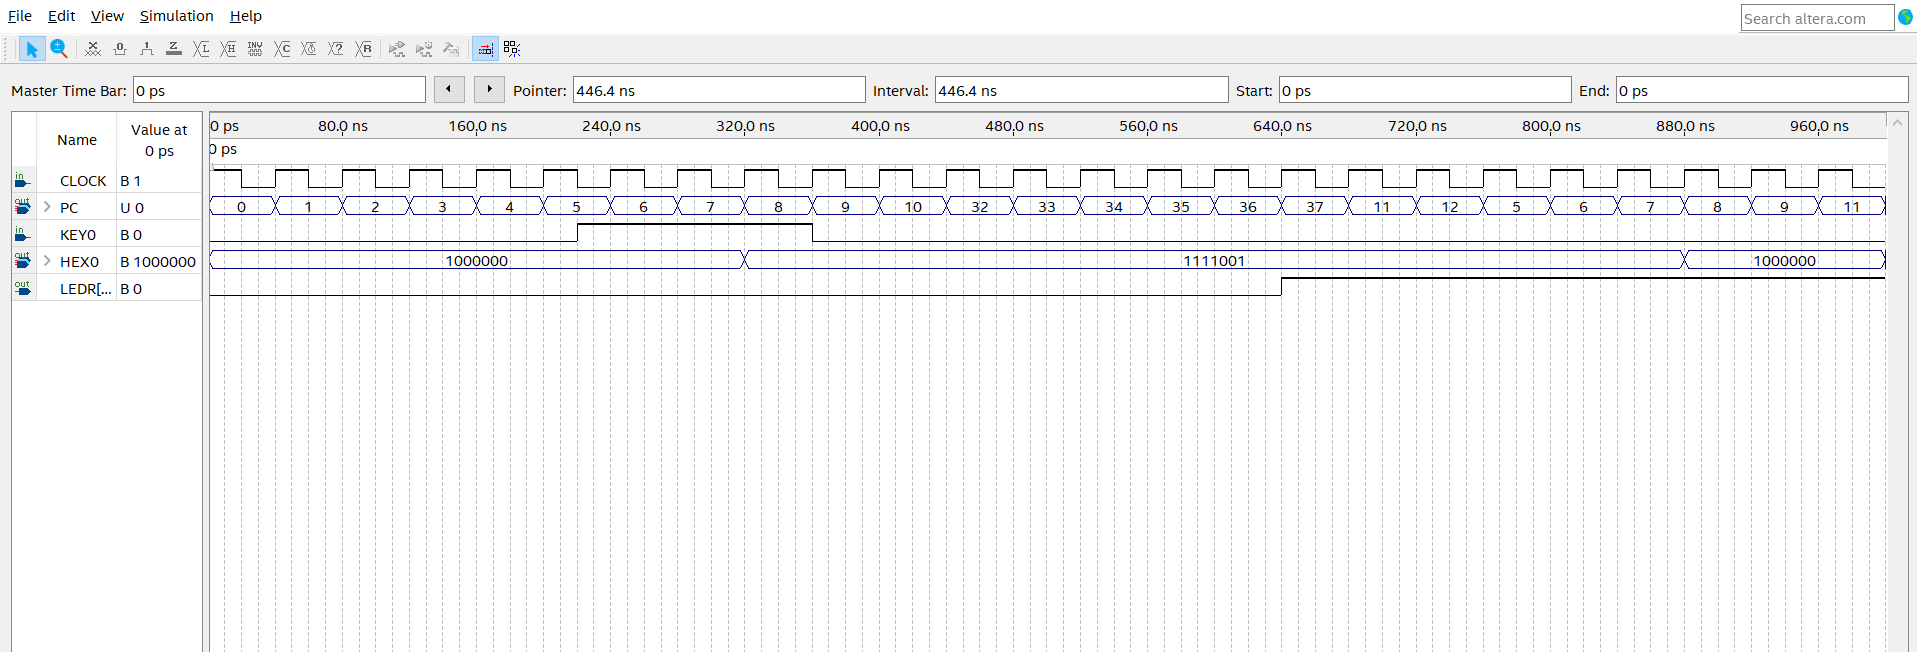 File Edit View Simulation Help
Search altera.com
Master Time Bar: 0 ps Pointer: 446.4 ns Interval: 446.4 ns Start: 0 ps End: 0 ps
Name Value at 0 ps
0 ps 80.0 ns 160.0 ns 240.0 ns 320.0 ns 400.0 ns 480.0 ns 560.0 ns 640.0 ns 720.0 ns 800.0 ns 880.0 ns 960.0 ns
0 ps
in CLOCK B 1
out PC U 0 0 1 2 3 4 5 6 7 8 9 10 32 33 34 35 36 37 11 12 5 6 7 8 9 11
in KEY0 B 0
out HEX0 B 1000000 1000000 1111001 1000000
out LEDR[... B 0